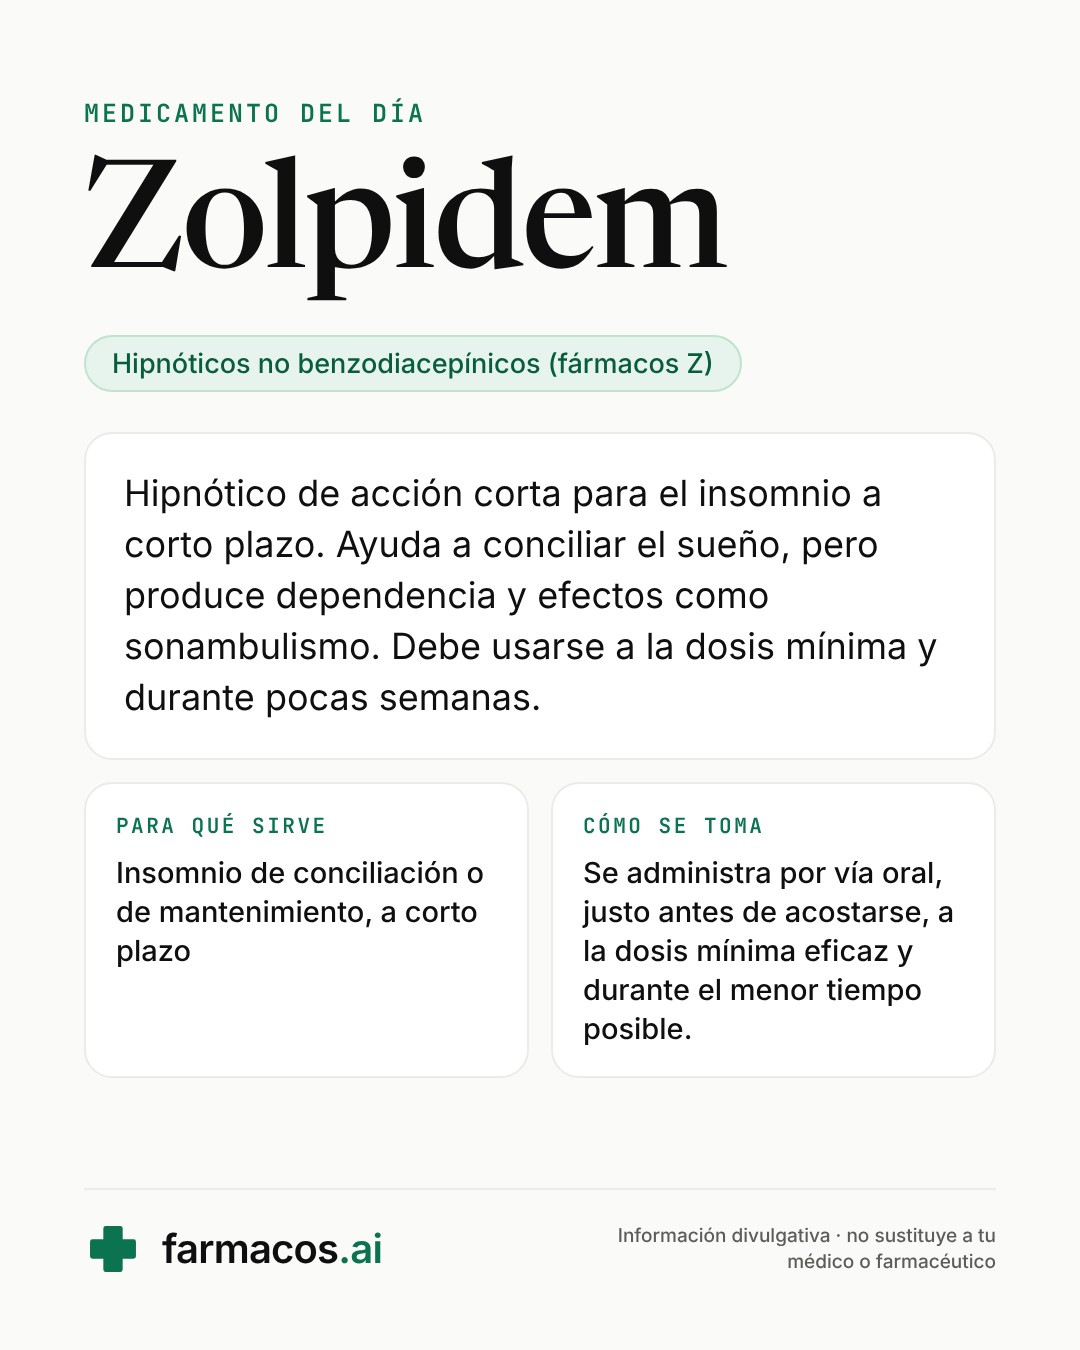 MEDICAMENTO DEL DÍA
Zolpidem
Hipnóticos no benzodiacepínicos (fármacos Z)
Hipnótico de acción corta para el insomnio a
corto plazo. Ayuda a conciliar el sueño, pero
produce dependencia y efectos como
sonambulismo. Debe usarse a la dosis mínima y
durante pocas semanas.
PARA QUÉ SIRVE
Insomnio de conciliación o
de mantenimiento, a corto
plazo
CÓMO SE TOMA
Se administra por vía oral,
justo antes de acostarse, a
la dosis mínima eficaz y
durante el menor tiempo
posible.
farmacos.ai
Información divulgativa · no sustituye a tu
médico o farmacéutico